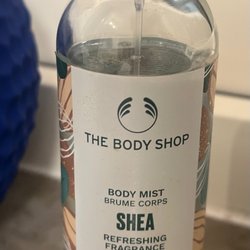 THE BODY SHOP
BODY MIST
BRUME CORPS
SHEA
REFRESHING
FRAGRANCE